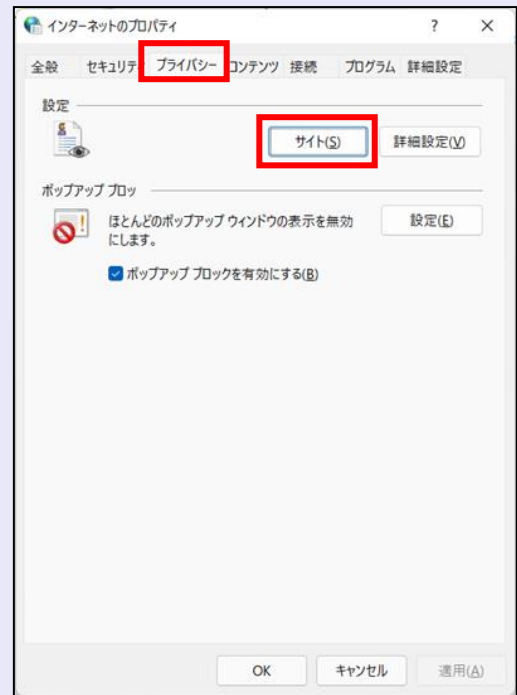 インターネットのプロパティ ? ×
全般 セキュリティ プライバシー コンテンツ 接続 プログラム 詳細設定
設定
サイト(S) 詳細設定(V)
ポップアップ ブロッ
ほとんどのポップアップ ウィンドウの表示を無効 設定(E)
にします。
ポップアップ ブロックを有効にする(B)
OK キャンセル 適用(A)